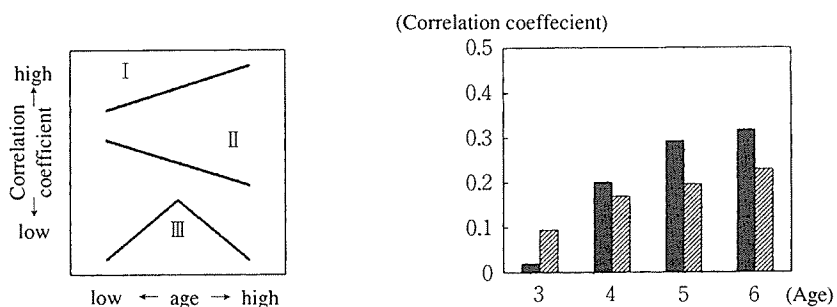 high
low
Correlation
coefficient
Ⅰ
Ⅱ
Ⅲ
low ← age → high
(Correlation coeffecient)
0.5
0.4
0.3
0.2
0.1
0
3 4 5 6 (Age)